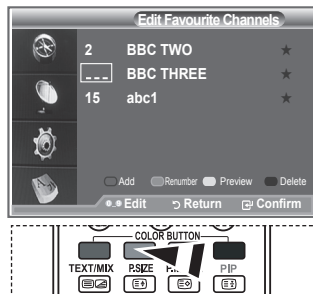 Edit Favourite Channels
2 BBC TWO ★
_ _ _ BBC THREE ★
15 abc1 ★
Add Renumber Preview Delete
Edit Return Confirm
COLOR BUTTON
TEXT/MIX P.SIZE PIP